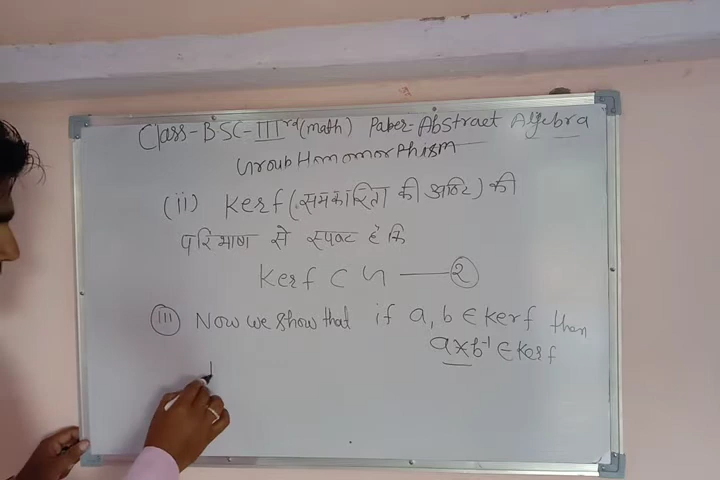 Class-BSC-IIIrd (math) Paper-Abstract Algebra
Group Homomorphism
(ii) Kerf (समकारिता की अष्टि) की
परिभाषा से स्पष्ट है कि
Kerf ⊂ G — 2
(iii) Now we show that if a, b ∈ Kerf than
a * b⁻¹ ∈ Kerf